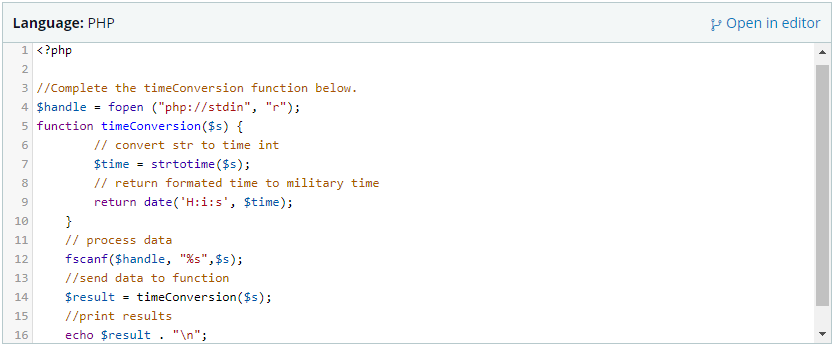 Language: PHP
Open in editor
1 <?php
2
3 //Complete the timeConversion function below.
4 $handle = fopen ("php://stdin", "r");
5 function timeConversion($s) {
6 // convert str to time int
7 $time = strtotime($s);
8 // return formated time to military time
9 return date('H:i:s', $time);
10 }
11 // process data
12 fscanf($handle, "%s",$s);
13 //send data to function
14 $result = timeConversion($s);
15 //print results
16 echo $result . "\n";